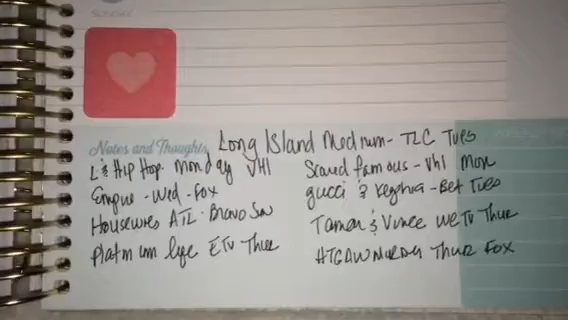 SUNDAY
Notes and Thoughts Long Island Medium - TLC Tues
L & Hip Hop Monday VH1
Empire - Wed - Fox
Housewives ATL - Bravo Sun
Platinum life ETV Thur
Scared famous - Vh1 Mon
gucci & Keyshia - Bet Tues
Tamar & Vince We TV Thur
HTGAWMurder Thur Fox